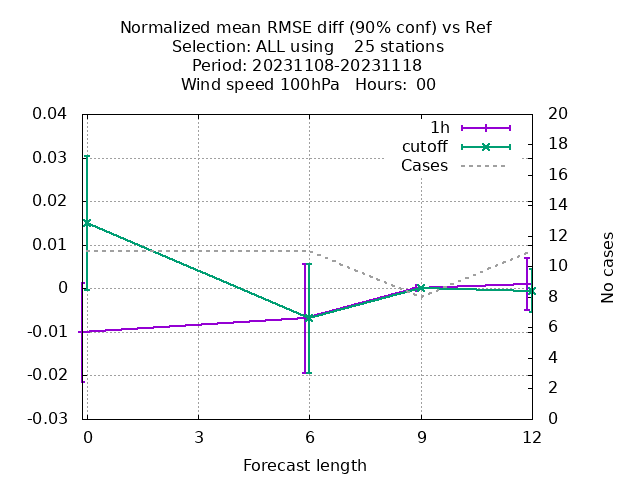 Normalized mean RMSE diff (90% conf) vs Ref
Selection: ALL using    25 stations
Period: 20231108-20231118
Wind speed 100hPa   Hours:  00
0.04
0.03
0.02
0.01
0
-0.01
-0.02
-0.03
20
18
16
14
12
10
8
6
4
2
0
1h
cutoff
Cases
No cases
0
3
6
9
12
Forecast length